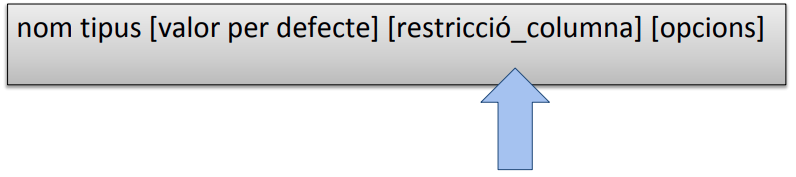 nom tipus [valor per defecte] [restricció_columna] [opcions]